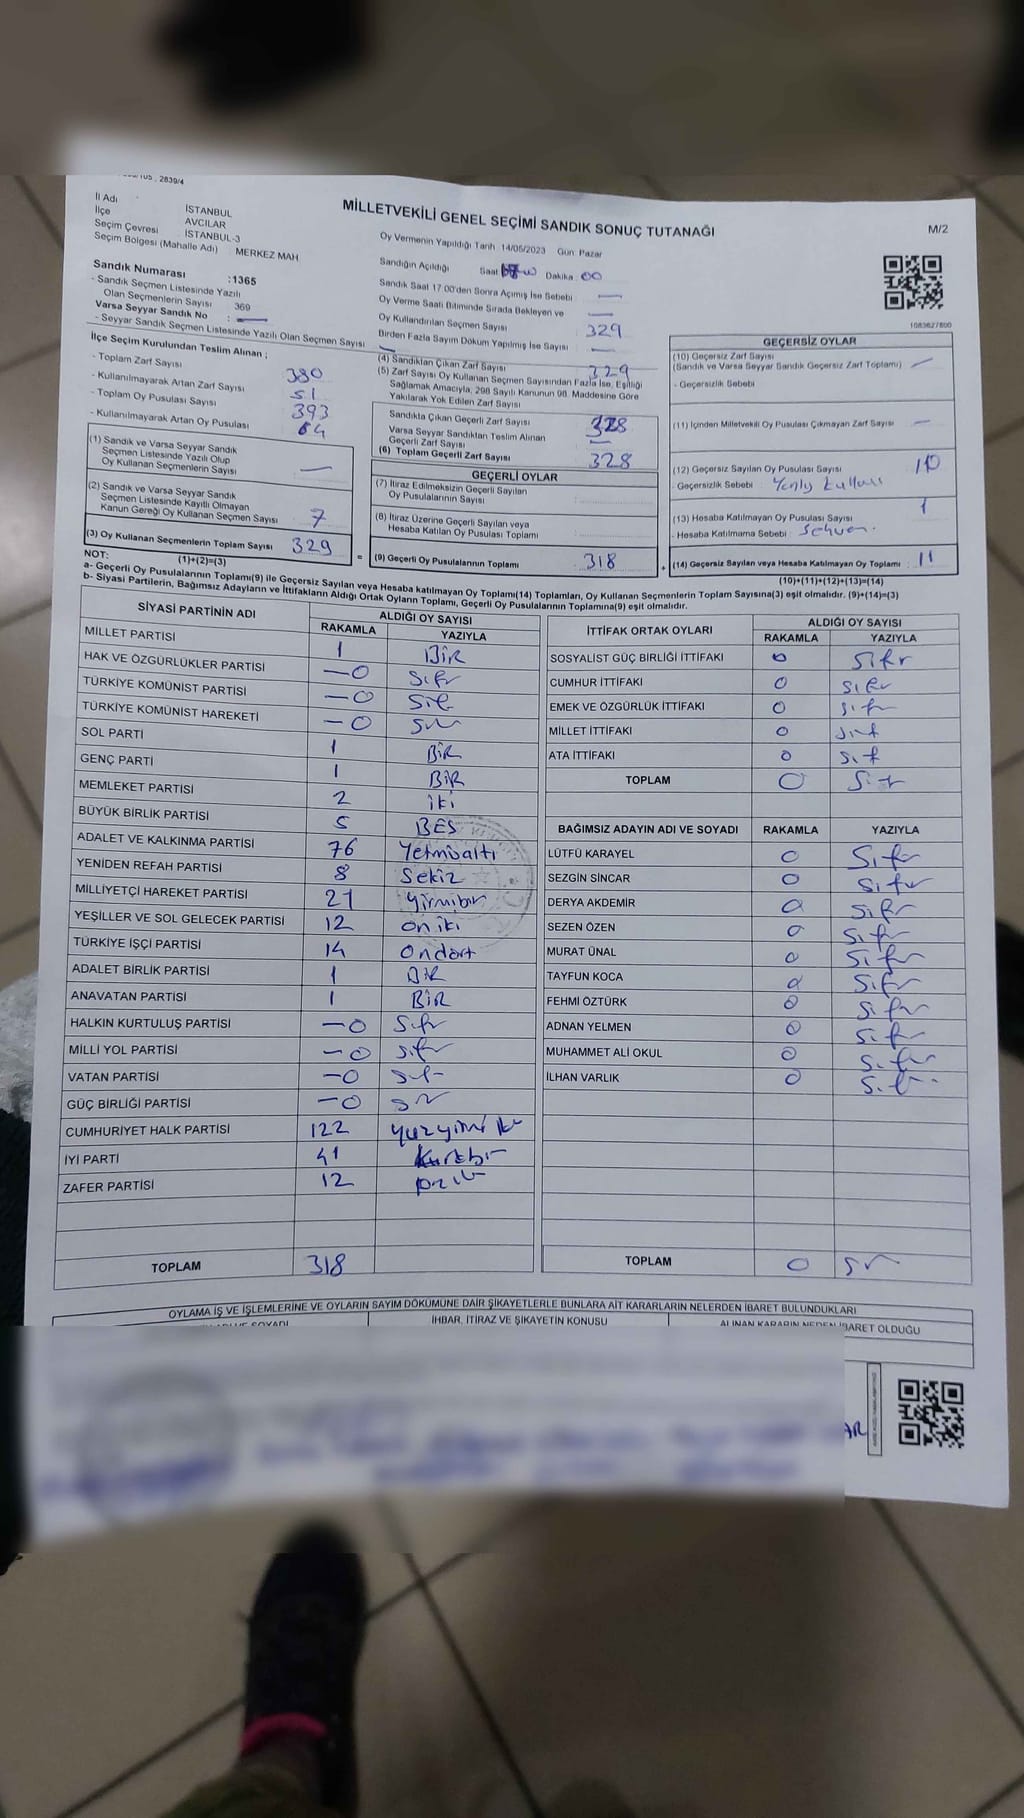 2839/4
İl Adı İSTANBUL
İlçe AVCILAR
Seçim Çevresi İSTANBUL-3
Seçim Bölgesi (Mahalle Adı) MERKEZ MAH
Sandık Numarası :1365
- Sandık Seçmen Listesinde Yazılı
Olan Seçmenlerin Sayısı 369
Varsa Seyyar Sandık No : —
- Seyyar Sandık Seçmen Listesinde Yazılı Olan Seçmen Sayısı —
MİLLETVEKİLİ GENEL SEÇİMİ SANDIK SONUÇ TUTANAĞI
M/2
Oy Vermenin Yapıldığı Tarih 14/05/2023 Gün Pazar
Sandığın Açıldığı Saat Dakika : 00
Sandık Saat 17:00'den Sonra Açımış İse Sebebi —
Oy Verme Saati Bitiminde Sırada Bekleyen ve
Oy Kullandırılan Seçmen Sayısı : —
329
Birden Fazla Sayım Döküm Yapılmış İse Sayısı : —
1083627800
İlçe Seçim Kurulundan Teslim Alınan ;
- Toplam Zarf Sayısı : 380
- Kullanılmayarak Artan Zarf Sayısı : 51
- Toplam Oy Pusulası Sayısı : 393
- Kullanılmayarak Artan Oy Pusulası : 64
(1) Sandık ve Varsa Seyyar Sandık
Seçmen Listesinde Yazılı Olup
Oy Kullanan Seçmenlerin Sayısı —
(2) Sandık ve Varsa Seyyar Sandık
Seçmen Listesinde Kayıtlı Olmayan
Kanun Gereği Oy Kullanan Seçmen Sayısı : 7
(3) Oy Kullanan Seçmenlerin Toplam Sayısı 329
(1)+(2)=(3)
(4) Sandıktan Çıkan Zarf Sayısı : 329
(5) Zarf Sayısı Oy Kullanan Seçmen Sayısından Fazla İse, Eşitliği
Sağlamak Amacıyla, 298 Sayılı Kanunun 98. Maddesine Göre
Yakılarak Yok Edilen Zarf Sayısı
Sandıkta Çıkan Geçerli Zarf Sayısı : 328
Varsa Seyyar Sandıktan Teslim Alınan
Geçerli Zarf Sayısı : —
(6) Toplam Geçerli Zarf Sayısı : 328
GEÇERLİ OYLAR
(7) İtiraz Edilmeksizin Geçerli Sayılan
Oy Pusulalarının Sayısı :
(8) İtiraz Üzerine Geçerli Sayılan veya
Hesaba Katılan Oy Pusulası Toplamı :
= (9) Geçerli Oy Pusulalarının Toplamı : 318
GEÇERSİZ OYLAR
(10) Geçersiz Zarf Sayısı
(Sandık ve Varsa Seyyar Sandık Geçersiz Zarf Toplamı) : —
- Geçersizlik Sebebi :
(11) İçinden Milletvekili Oy Pusulası Çıkmayan Zarf Sayısı : —
(12) Geçersiz Sayılan Oy Pusulası Sayısı : 10
- Geçersizlik Sebebi :
(13) Hesaba Katılmayan Oy Pusulası Sayısı : 1
- Hesaba Katılmama Sebebi : Sehven.
+ (14) Geçersiz Sayılan veya Hesaba Katılmayan Oy Toplamı : 11
(10)+(11)+(12)+(13)=(14)
NOT:
a- Geçerli Oy Pusulalarının Toplamı(9) ile Geçersiz Sayılan veya Hesaba katılmayan Oy Toplamı(14) Toplamları, Oy Kullanan Seçmenlerin Toplam Sayısına(3) eşit olmalıdır. (9)+(14)=(3)
b- Siyasi Partilerin, Bağımsız Adayların ve İttifakların Aldığı Ortak Oyların Toplamı, Geçerli Oy Pusulalarının Toplamına(9) eşit olmalıdır.
SİYASİ PARTİNİN ADI ALDIĞI OY SAYISI
RAKAMLA YAZIYLA
MİLLET PARTİSİ 1 BİR
HAK VE ÖZGÜRLÜKLER PARTİSİ —0 Sıfır
TÜRKİYE KOMÜNİST PARTİSİ —0
TÜRKİYE KOMÜNİST HAREKETİ —0
SOL PARTİ 1 BİR
GENÇ PARTİ 1 BİR
MEMLEKET PARTİSİ 2 iki
BÜYÜK BİRLİK PARTİSİ 5 BEŞ
ADALET VE KALKINMA PARTİSİ 76 Yetmişaltı
YENİDEN REFAH PARTİSİ 8 Sekiz
MİLLİYETÇİ HAREKET PARTİSİ 21 Yirmibir
YEŞİLLER VE SOL GELECEK PARTİSİ 12 oniki
TÜRKİYE İŞÇİ PARTİSİ 14 Ondört
ADALET BİRLİK PARTİSİ 1 BİR
ANAVATAN PARTİSİ 1 BİR
HALKIN KURTULUŞ PARTİSİ —0 Sıfır
MİLLİ YOL PARTİSİ —0 Sıfır
VATAN PARTİSİ —0
GÜÇ BİRLİĞİ PARTİSİ —0
CUMHURİYET HALK PARTİSİ 122 yüzyirmi iki
İYİ PARTİ 41 Kırkbir
ZAFER PARTİSİ 12
TOPLAM 318
İTTİFAK ORTAK OYLARI ALDIĞI OY SAYISI
RAKAMLA YAZIYLA
SOSYALİST GÜÇ BİRLİĞİ İTTİFAKI 0 Sıfır
CUMHUR İTTİFAKI 0 Sıfır
EMEK VE ÖZGÜRLÜK İTTİFAKI 0 Sıfır
MİLLET İTTİFAKI 0 Sıf
ATA İTTİFAKI 0 Sıf
TOPLAM 0 Sıfır
BAĞIMSIZ ADAYIN ADI VE SOYADI RAKAMLA YAZIYLA
LÜTFÜ KARAYEL 0 Sıfır
SEZGİN SİNCAR 0 Sıfır
DERYA AKDEMİR 0 Sıfır
SEZEN ÖZEN 0 Sıfır
MURAT ÜNAL 0 Sıfır
TAYFUN KOCA 0 Sıfır
FEHMİ ÖZTÜRK 0 Sıfır
ADNAN YELMEN 0 Sıfır
MUHAMMET ALİ OKUL 0 Sıfır
İLHAN VARLIK 0 Sıfır
TOPLAM 0
OYLAMA İŞ VE İŞLEMLERİNE VE OYLARIN SAYIM DÖKÜMÜNE DAİR ŞİKAYETLERLE BUNLARA AİT KARARLARIN NELERDEN İBARET BULUNDUKLARI
SOYADI İHBAR, İTİRAZ VE ŞİKAYETİN KONUSU ALINAN KARARIN NEDEN İBARET OLDUĞU
AR